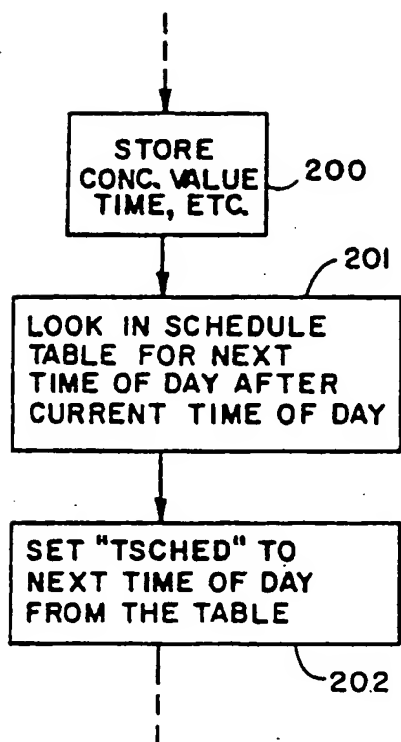 STORE
CONC. VALUE
TIME, ETC.
200
201
LOOK IN SCHEDULE
TABLE FOR NEXT
TIME OF DAY AFTER
CURRENT TIME OF DAY
SET "TSCHED" TO
NEXT TIME OF DAY
FROM THE TABLE
202